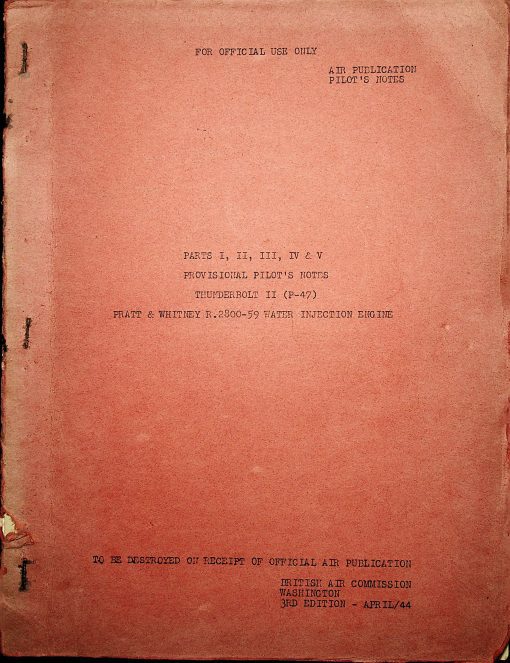 FOR OFFICIAL USE ONLY
AIR PUBLICATION
PILOT'S NOTES
PARTS I, II, III, IV & V
PROVISIONAL PILOT'S NOTES
THUNDERBOLT II (P-47)
PRATT & WHITNEY R.2800-59 WATER INJECTION ENGINE
TO BE DESTROYED ON RECEIPT OF OFFICIAL AIR PUBLICATION
BRITISH AIR COMMISSION
WASHINGTON
3RD EDITION - APRIL/44